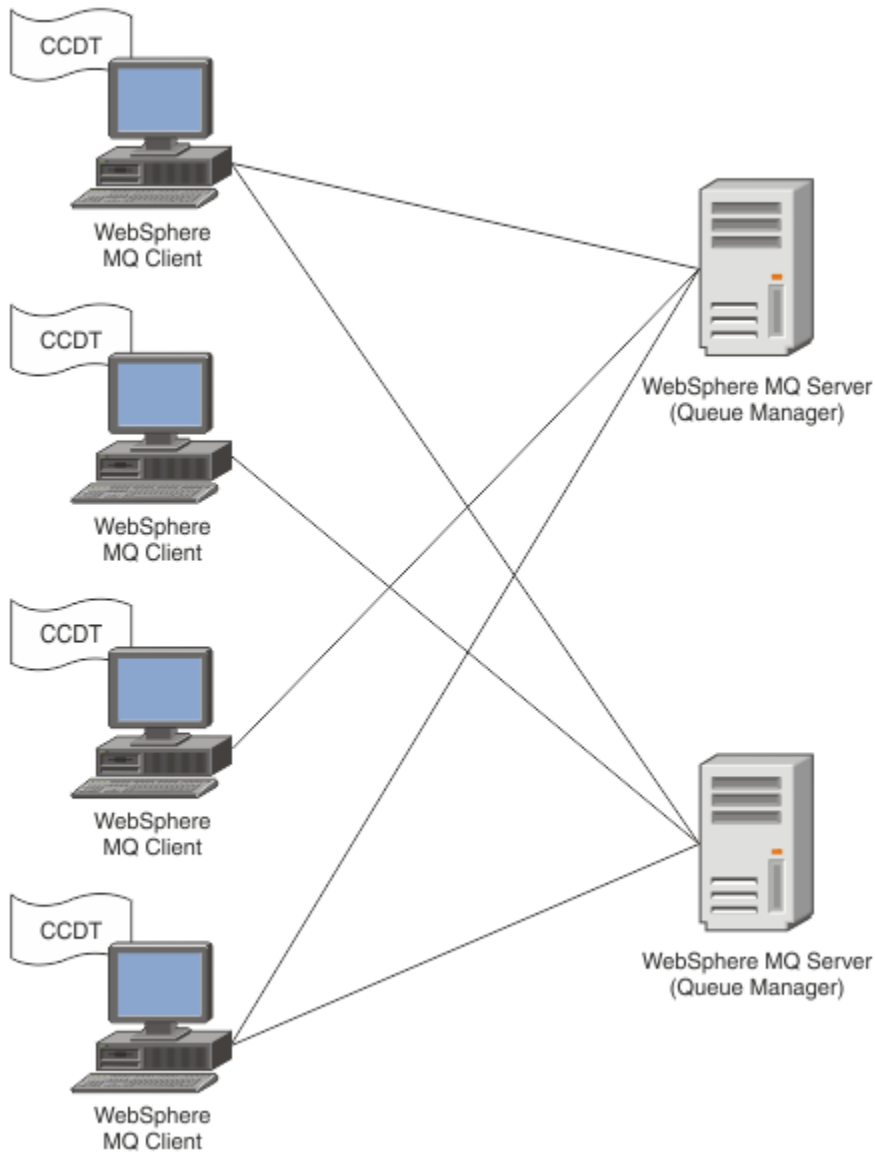 CCDT
WebSphere
MQ Client
CCDT
WebSphere
MQ Client
CCDT
WebSphere
MQ Client
CCDT
WebSphere
MQ Client
WebSphere MQ Server
(Queue Manager)
WebSphere MQ Server
(Queue Manager)